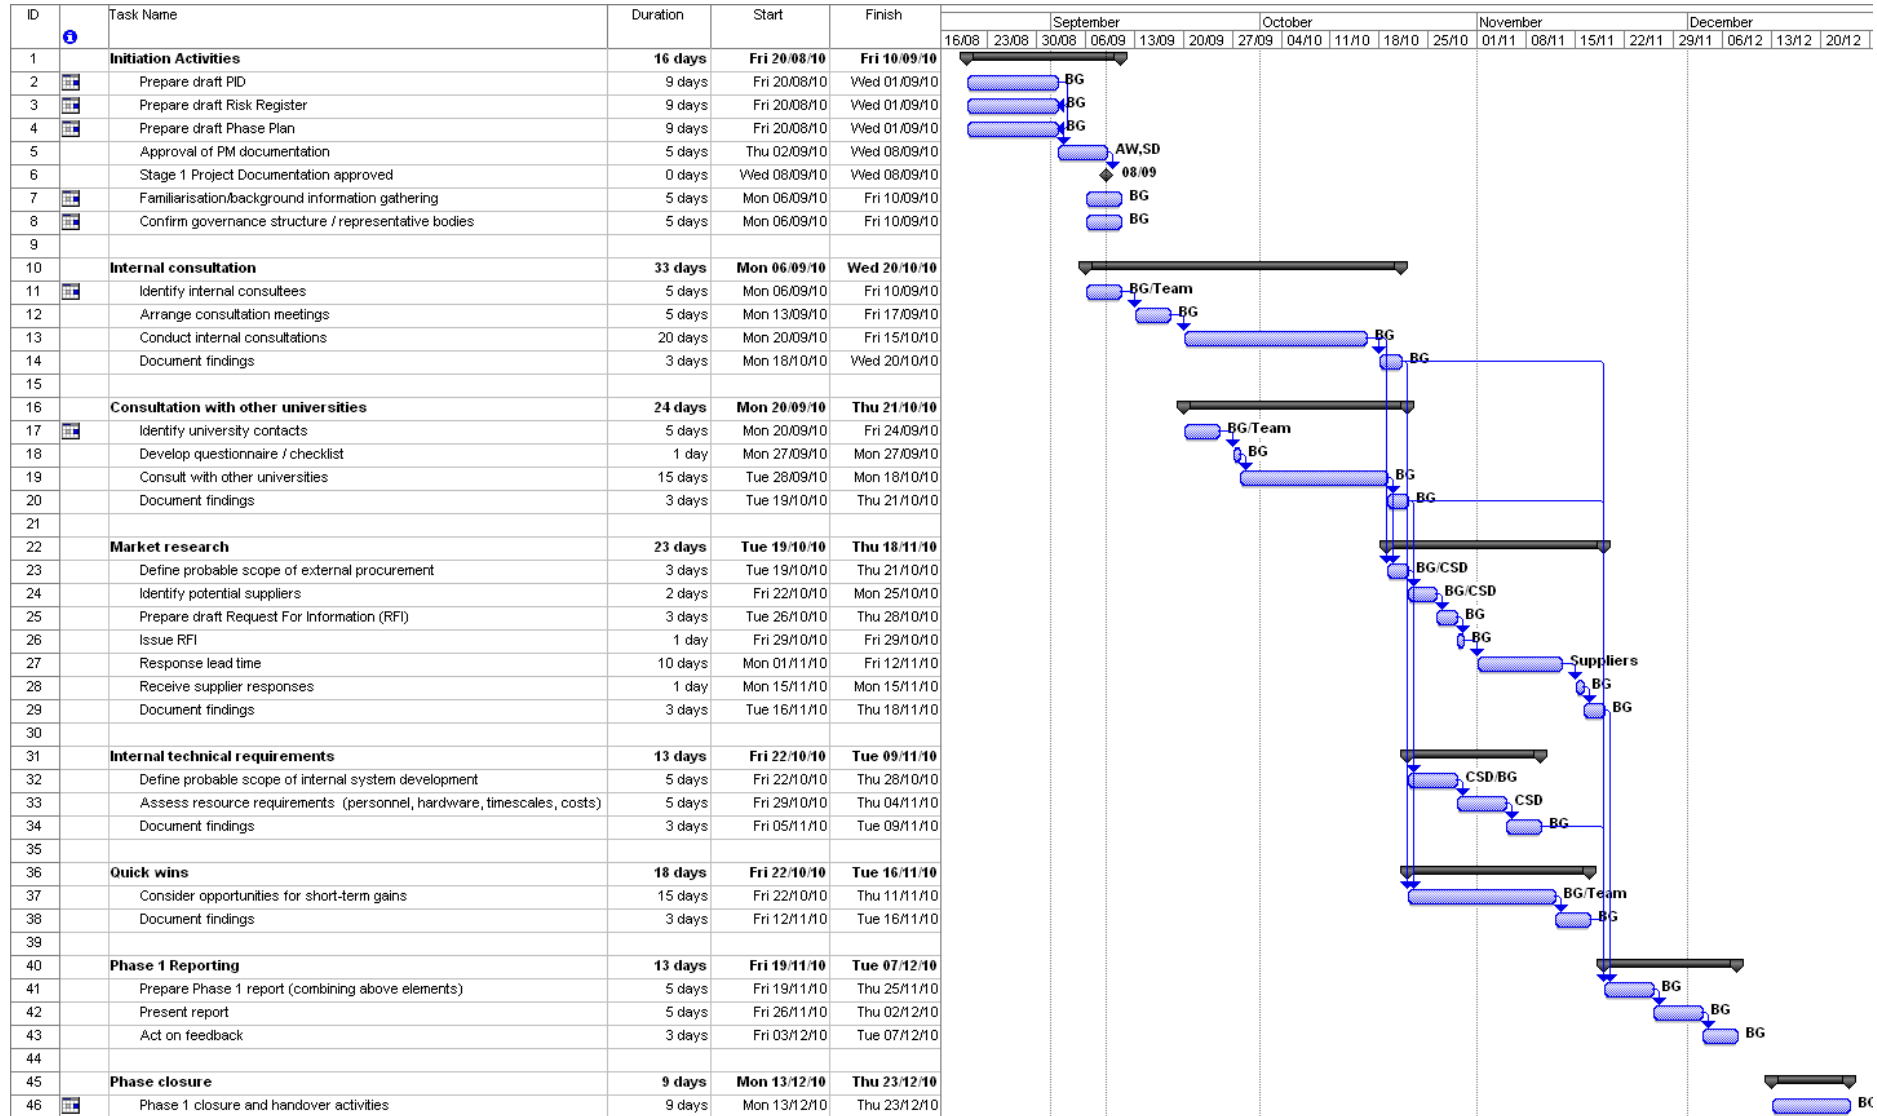 ID Task Name Duration Start Finish
September October November December
16/08 23/08 30/08 06/09 13/09 20/09 27/09 04/10 11/10 18/10 25/10 01/11 08/11 15/11 22/11 29/11 06/12 13/12 20/12
1 Initiation Activities 16 days Fri 20/08/10 Fri 10/09/10
2 Prepare draft PID 9 days Fri 20/08/10 Wed 01/09/10 BG
3 Prepare draft Risk Register 9 days Fri 20/08/10 Wed 01/09/10 BG
4 Prepare draft Phase Plan 9 days Fri 20/08/10 Wed 01/09/10 BG
5 Approval of PM documentation 5 days Thu 02/09/10 Wed 08/09/10 AW,SD
6 Stage 1 Project Documentation approved 0 days Wed 08/09/10 Wed 08/09/10 08/09
7 Familiarisation/background information gathering 5 days Mon 06/09/10 Fri 10/09/10 BG
8 Confirm governance structure / representative bodies 5 days Mon 06/09/10 Fri 10/09/10 BG
9
10 Internal consultation 33 days Mon 06/09/10 Wed 20/10/10
11 Identify internal consultees 5 days Mon 06/09/10 Fri 10/09/10 BG/Team
12 Arrange consultation meetings 5 days Mon 13/09/10 Fri 17/09/10 BG
13 Conduct internal consultations 20 days Mon 20/09/10 Fri 15/10/10 BG
14 Document findings 3 days Mon 18/10/10 Wed 20/10/10 BG
15
16 Consultation with other universities 24 days Mon 20/09/10 Thu 21/10/10
17 Identify university contacts 5 days Mon 20/09/10 Fri 24/09/10 BG/Team
18 Develop questionnaire / checklist 1 day Mon 27/09/10 Mon 27/09/10 BG
19 Consult with other universities 15 days Tue 28/09/10 Mon 18/10/10 BG
20 Document findings 3 days Tue 19/10/10 Thu 21/10/10 BG
21
22 Market research 23 days Tue 19/10/10 Thu 18/11/10
23 Define probable scope of external procurement 3 days Tue 19/10/10 Thu 21/10/10 BG/CSD
24 Identify potential suppliers 2 days Fri 22/10/10 Mon 25/10/10 BG/CSD
25 Prepare draft Request For Information (RFI) 3 days Tue 26/10/10 Thu 28/10/10 BG
26 Issue RFI 1 day Fri 29/10/10 Fri 29/10/10 BG
27 Response lead time 10 days Mon 01/11/10 Fri 12/11/10 Suppliers
28 Receive supplier responses 1 day Mon 15/11/10 Mon 15/11/10 BG
29 Document findings 3 days Tue 16/11/10 Thu 18/11/10 BG
30
31 Internal technical requirements 13 days Fri 22/10/10 Tue 09/11/10
32 Define probable scope of internal system development 5 days Fri 22/10/10 Thu 28/10/10 CSD/BG
33 Assess resource requirements (personnel, hardware, timescales, costs) 5 days Fri 29/10/10 Thu 04/11/10 CSD
34 Document findings 3 days Fri 05/11/10 Tue 09/11/10 BG
35
36 Quick wins 18 days Fri 22/10/10 Tue 16/11/10
37 Consider opportunities for short-term gains 15 days Fri 22/10/10 Thu 11/11/10 BG/Team
38 Document findings 3 days Fri 12/11/10 Tue 16/11/10 BG
39
40 Phase 1 Reporting 13 days Fri 19/11/10 Tue 07/12/10
41 Prepare Phase 1 report (combining above elements) 5 days Fri 19/11/10 Thu 25/11/10 BG
42 Present report 5 days Fri 26/11/10 Thu 02/12/10 BG
43 Act on feedback 3 days Fri 03/12/10 Tue 07/12/10 BG
44
45 Phase closure 9 days Mon 13/12/10 Thu 23/12/10
46 Phase 1 closure and handover activities 9 days Mon 13/12/10 Thu 23/12/10 BG